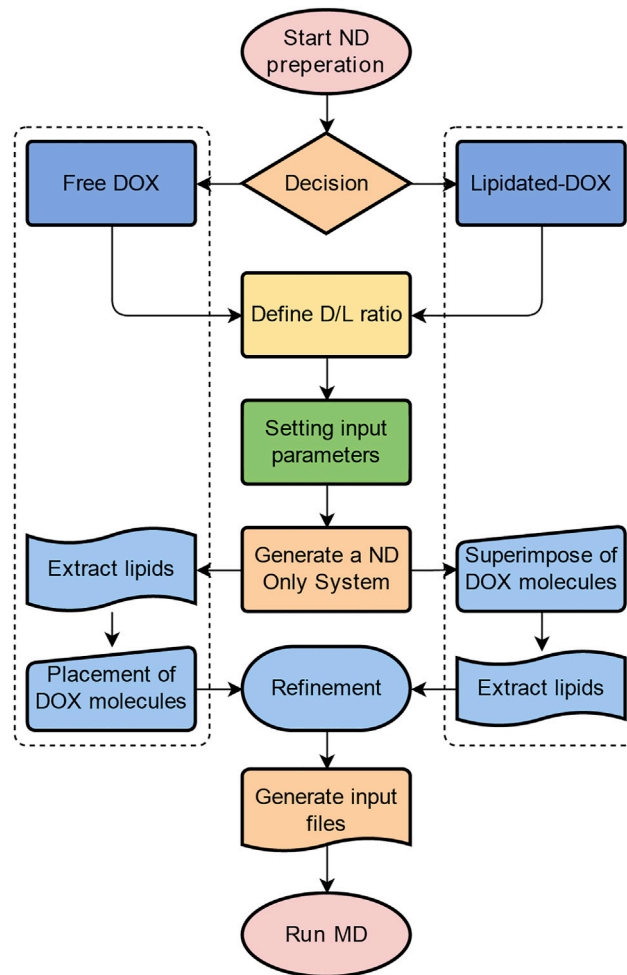 Start ND
preperation
Decision
Free DOX
Lipidated-DOX
Define D/L ratio
Setting input
parameters
Generate a ND
Only System
Extract lipids
Superimpose of
DOX molecules
Placement of
DOX molecules
Refinement
Extract lipids
Generate input
files
Run MD